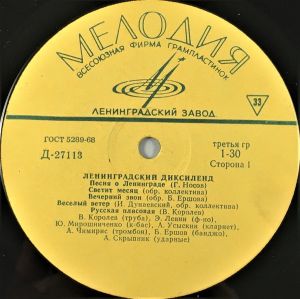 МЕЛОДИЯ
ВСЕСОЮЗНАЯ ФИРМА ГРАМПЛАСТИНОК
33
ЛЕНИНГРАДСКИЙ ЗАВОД
ГОСТ 5289-68
Д-27113
третья гр
1-30
Сторона 1
ЛЕНИНГРАДСКИЙ ДИКСИЛЕНД
Песня о Ленинграде (Г. Носов)
Светит месяц (обр. коллектива)
Вечерний звон (обр. Б. Ершова)
Веселый ветер (И. Дунаевский, обр. коллектива)
Русская плясовая (В. Королев)
В. Королев (труба), Э. Левин (ф-но)
Ю. Мирошниченко (к-бас), А. Усыскин (кларнет),
А. Чимирис (тромбон), Б. Ершов (банджо),
А. Скрыпник (ударные)